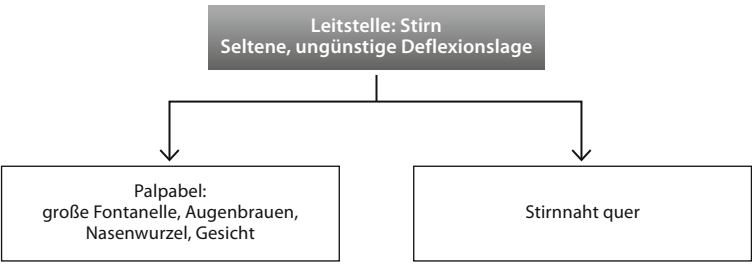 Leitstelle: Stirn
Seltene, ungünstige Deflexionslage
Palpabel:
große Fontanelle, Augenbrauen,
Nasenwurzel, Gesicht
Stirnnaht quer